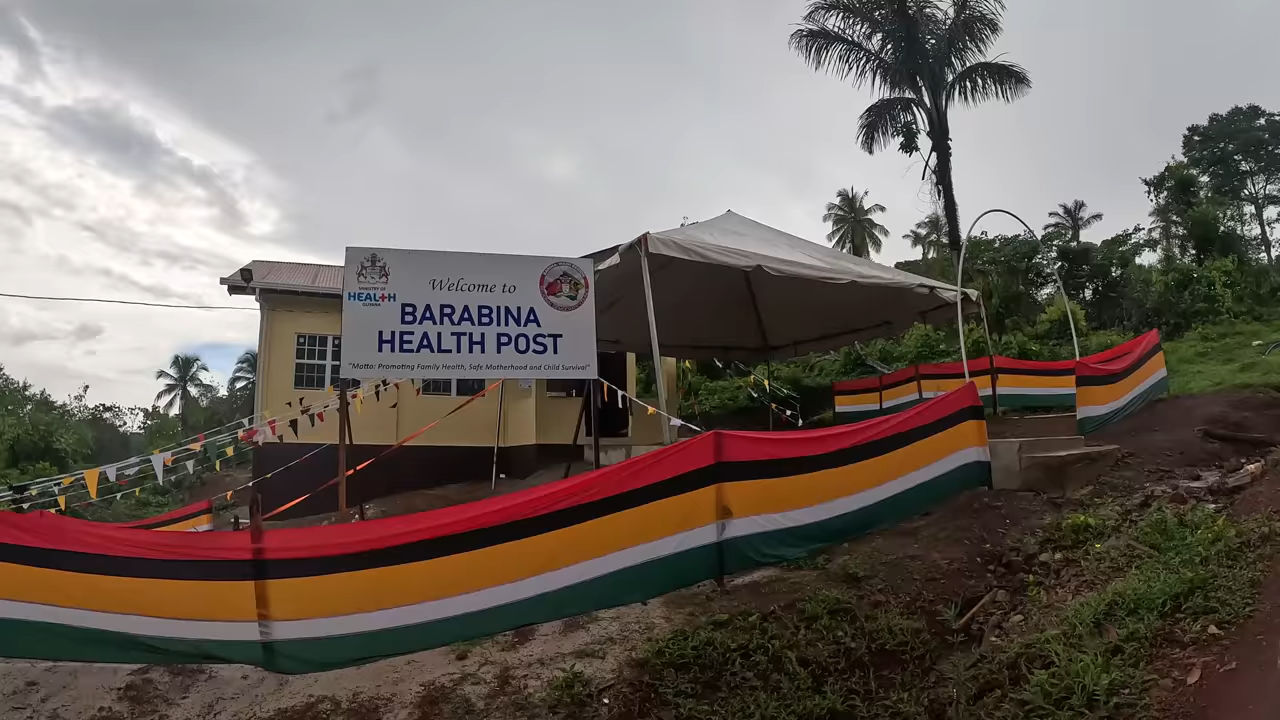 MINISTRY OF
HEALTH
GUYANA
Welcome to
BARABINA
HEALTH POST
"Motto: Promoting Family Health, Safe Motherhood and Child Survival"